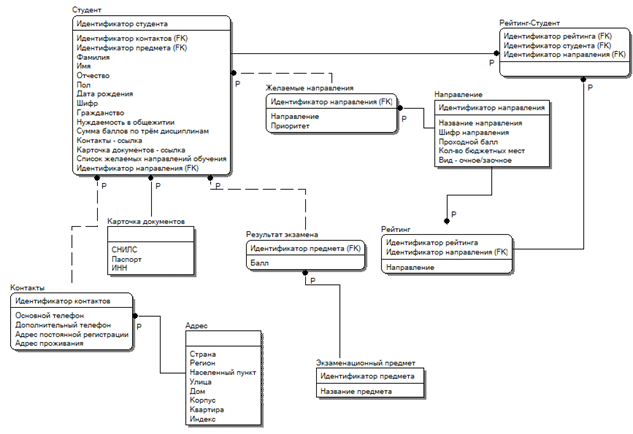 Студент
Идентификатор студента
Идентификатор контактов (FK)
Идентификатор предмета (FK)
Фамилия
Имя
Отчество
Пол
Дата рождения
Шифр
Гражданство
Нуждаемость в общежитии
Сумма баллов по трём дисциплинам
Контакты - ссылка
Карточка документов - ссылка
Список желаемых направлений обучения
Идентификатор направления (FK)
Рейтинг-Студент
Идентификатор рейтинга (FK)
Идентификатор студента (FK)
Идентификатор направления (FK)
P
P
P
Желаемые направления
Идентификатор направления (FK)
Направление
Приоритет
P
Направление
Идентификатор направления
Название направления
Шифр направления
Проходной балл
Кол-во бюджетных мест
Вид - очное/заочное
P
P
P
P
Карточка документов
СНИЛС
Паспорт
ИНН
Результат экзамена
Идентификатор предмета (FK)
Балл
P
Рейтинг
Идентификатор рейтинга
Идентификатор направления (FK)
Направление
Контакты
Идентификатор контактов
Основной телефон
Дополнительный телефон
Адрес постоянной регистрации
Адрес проживания
P
Адрес
Страна
Регион
Населенный пункт
Улица
Дом
Корпус
Квартира
Индекс
Экзаменационный предмет
Идентификатор предмета
Название предмета